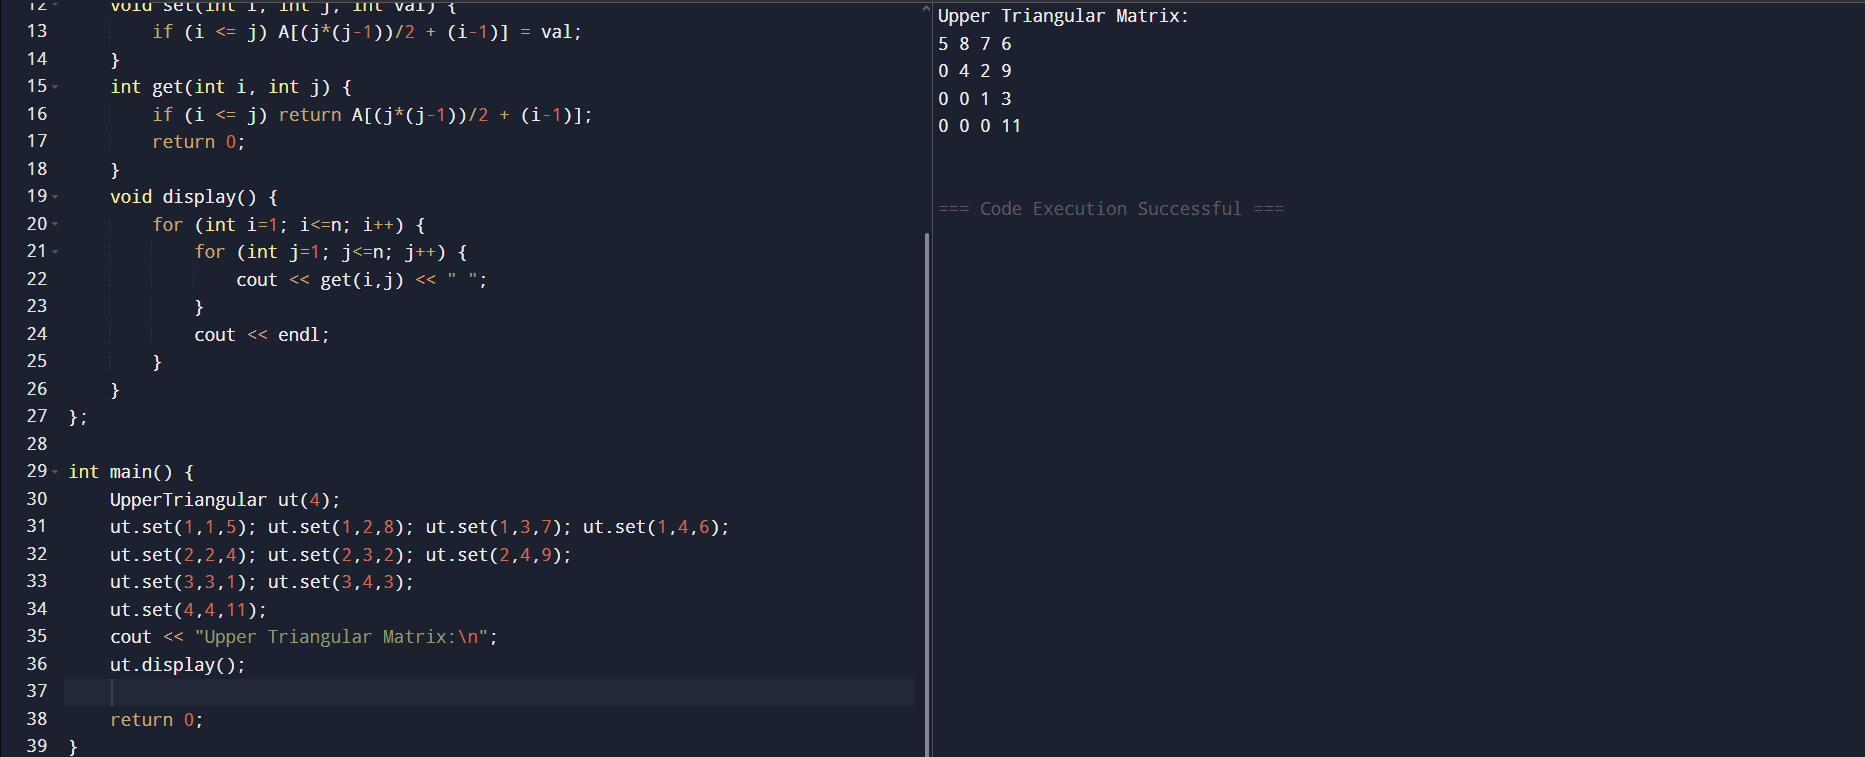 12 void set(int i, int j, int val) {
13 if (i <= j) A[(j*(j-1))/2 + (i-1)] = val;
14 }
15 int get(int i, int j) {
16 if (i <= j) return A[(j*(j-1))/2 + (i-1)];
17 return 0;
18 }
19 void display() {
20 for (int i=1; i<=n; i++) {
21 for (int j=1; j<=n; j++) {
22 cout << get(i,j) << " ";
23 }
24 cout << endl;
25 }
26 }
27 };
28
29 int main() {
30 UpperTriangular ut(4);
31 ut.set(1,1,5); ut.set(1,2,8); ut.set(1,3,7); ut.set(1,4,6);
32 ut.set(2,2,4); ut.set(2,3,2); ut.set(2,4,9);
33 ut.set(3,3,1); ut.set(3,4,3);
34 ut.set(4,4,11);
35 cout << "Upper Triangular Matrix:\n";
36 ut.display();
37
38 return 0;
39 }
Upper Triangular Matrix:
5 8 7 6
0 4 2 9
0 0 1 3
0 0 0 11
=== Code Execution Successful ===